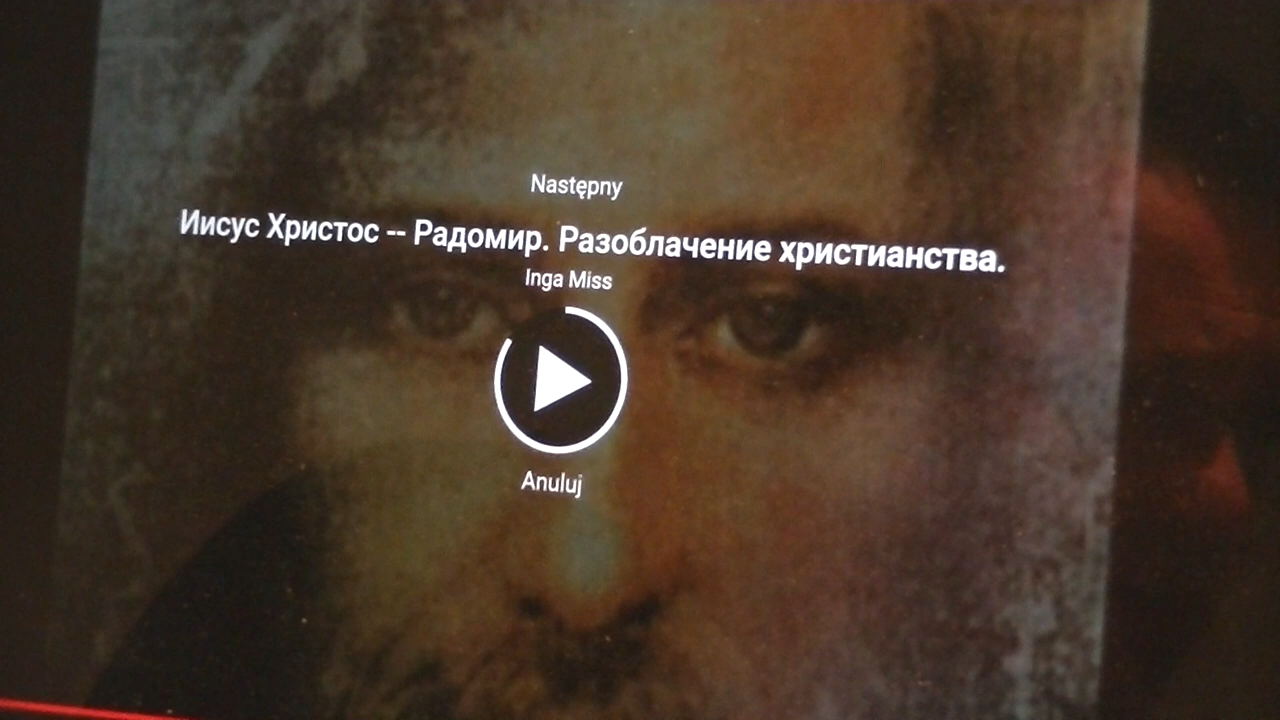 Następny
Иисус Христос -- Радомир. Разоблачение христианства.
Inga Miss
Anuluj